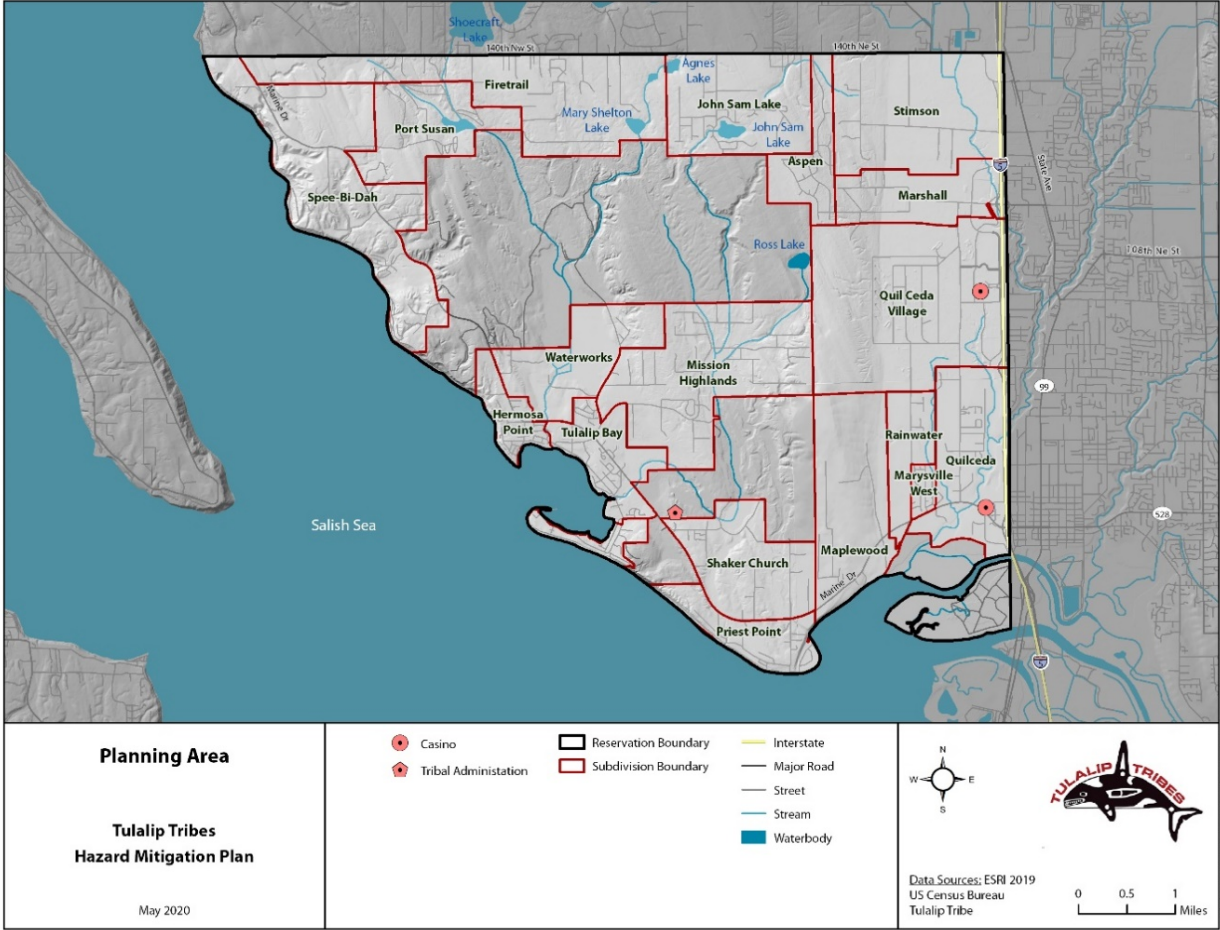 Shoecraft
Lake
140th NW St
140th Ne St
Agnes
Lake
Firetrail
Marine Dr
John Sam Lake
Stimson
Mary Shelton
Lake
Port Susan
John Sam
Lake
Aspen
5
State Ave
Spee-Bi-Dah
Marshall
Ross Lake
108th Ne St
Quil Ceda
Village
Waterworks
Mission
Highlands
99
Hermosa
Point
Tulalip Bay
Rainwater
Quilceda
Marysville
West
Salish Sea
528
Maplewood
Shaker Church
Marine Dr
Priest Point
5
Planning Area
Tulalip Tribes
Hazard Mitigation Plan
May 2020
Casino
Tribal Administation
Reservation Boundary
Subdivision Boundary
Interstate
Major Road
Street
Stream
Waterbody
N
W
E
S
TULALIP TRIBES
Data Sources: ESRI 2019
US Census Bureau
Tulalip Tribe
0 0.5 1
Miles